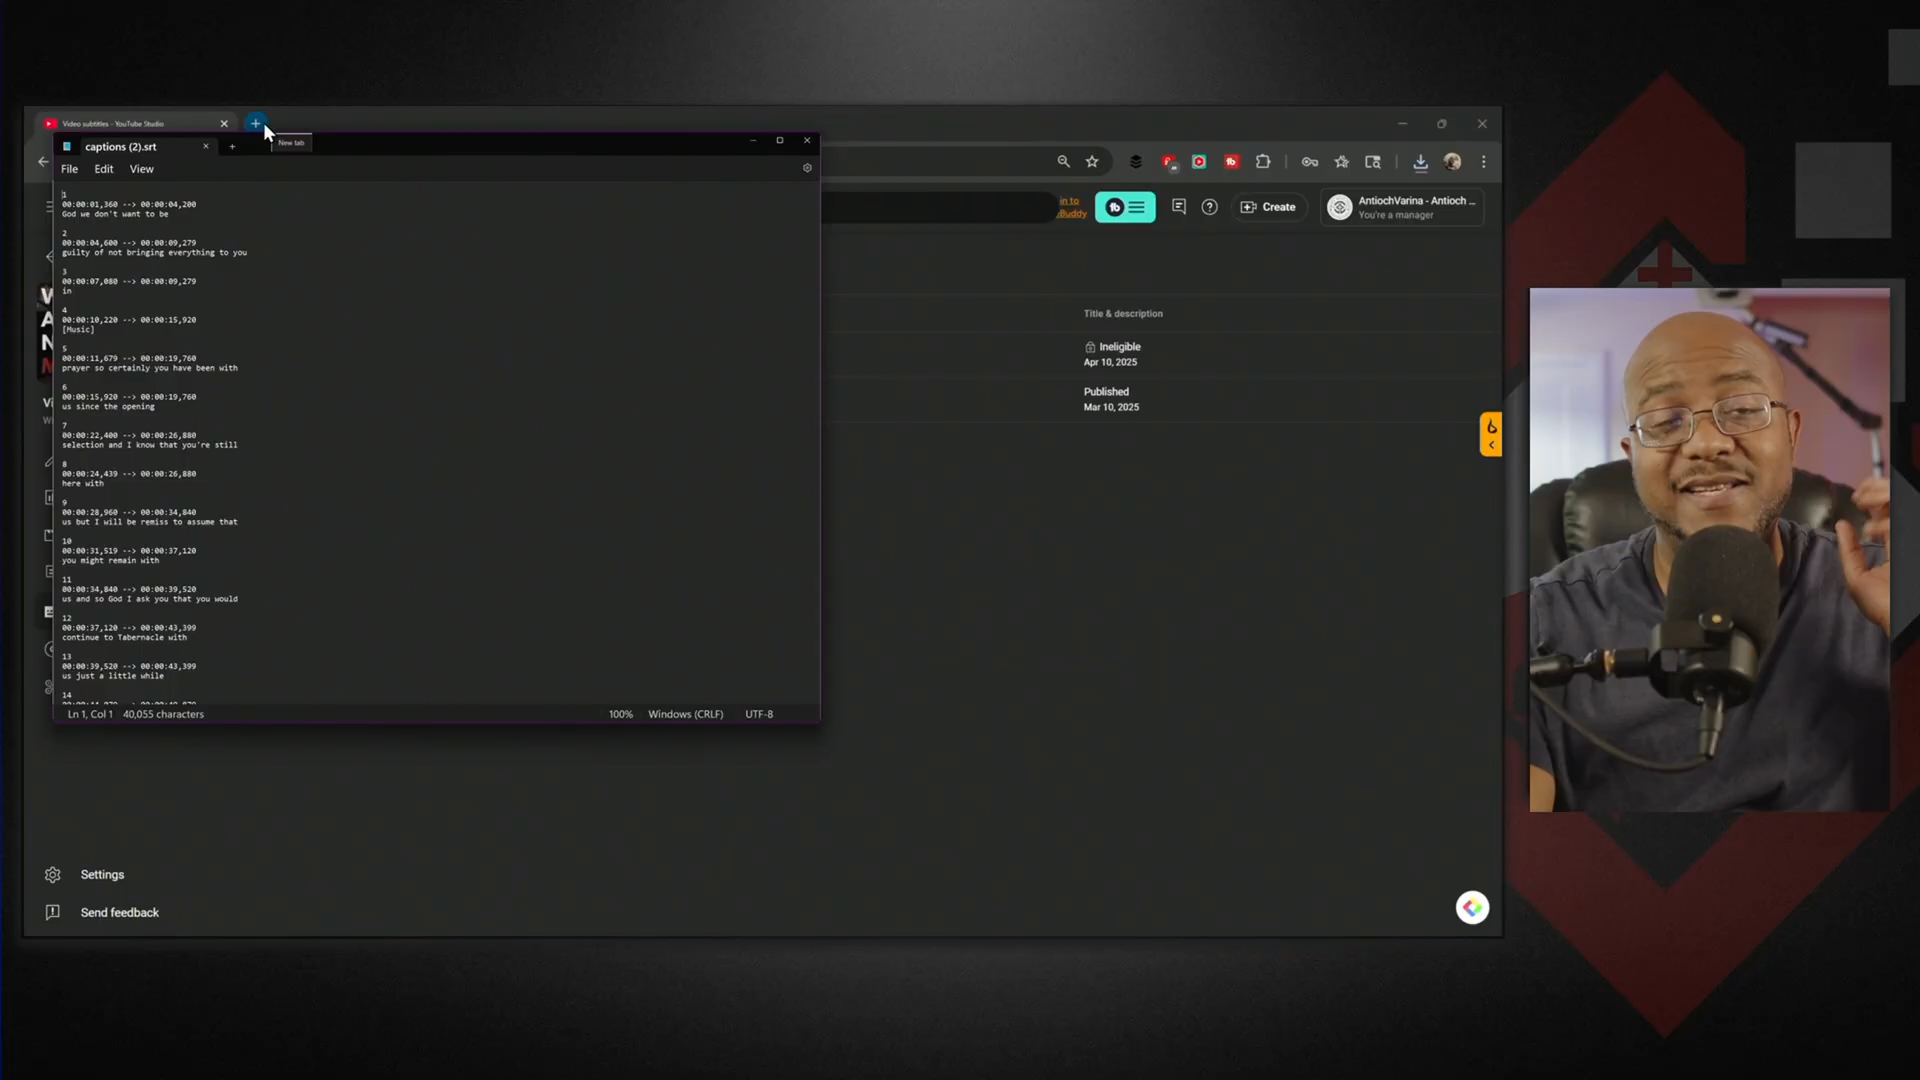 Video subtitles - YouTube Studio
New tab
captions (2).srt
File Edit View
1
00:00:01,360 --> 00:00:04,200
God we don't want to be
2
00:00:04,600 --> 00:00:09,279
guilty of not bringing everything to you
3
00:00:07,080 --> 00:00:09,279
in
4
00:00:10,220 --> 00:00:15,920
[Music]
5
00:00:11,679 --> 00:00:19,760
prayer so certainly you have been with
6
00:00:15,920 --> 00:00:19,760
us since the opening
7
00:00:22,400 --> 00:00:26,880
selection and I know that you're still
8
00:00:24,439 --> 00:00:26,880
here with
9
00:00:28,960 --> 00:00:34,840
us but I will be remiss to assume that
10
00:00:31,519 --> 00:00:37,120
you might remain with
11
00:00:34,840 --> 00:00:39,520
us and so God I ask you that you would
12
00:00:37,120 --> 00:00:43,399
continue to Tabernacle with
13
00:00:39,520 --> 00:00:43,399
us just a little while
14
Ln 1, Col 1 40,055 characters 100% Windows (CRLF) UTF-8
in to
Buddy
Create
AntiochVarina - Antioch ...
You're a manager
Title & description
Ineligible
Apr 10, 2025
Published
Mar 10, 2025
Settings
Send feedback